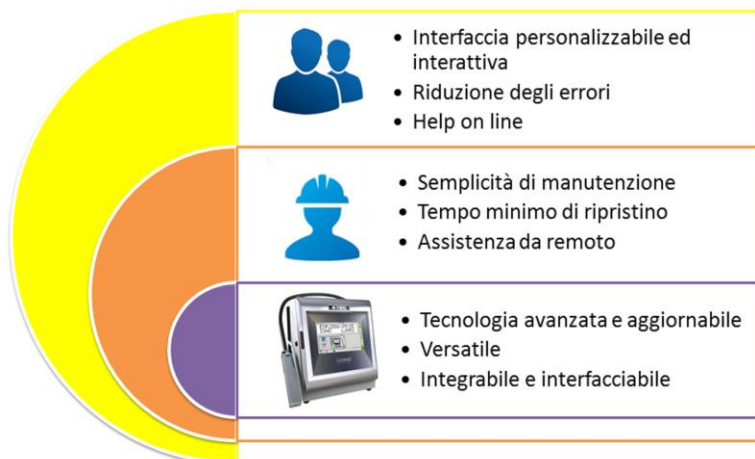 • Interfaccia personalizzabile ed
interattiva
• Riduzione degli errori
• Help on line
• Semplicità di manutenzione
• Tempo minimo di ripristino
• Assistenza da remoto
• Tecnologia avanzata e aggiornabile
• Versatile
• Integrabile e interfacciabile